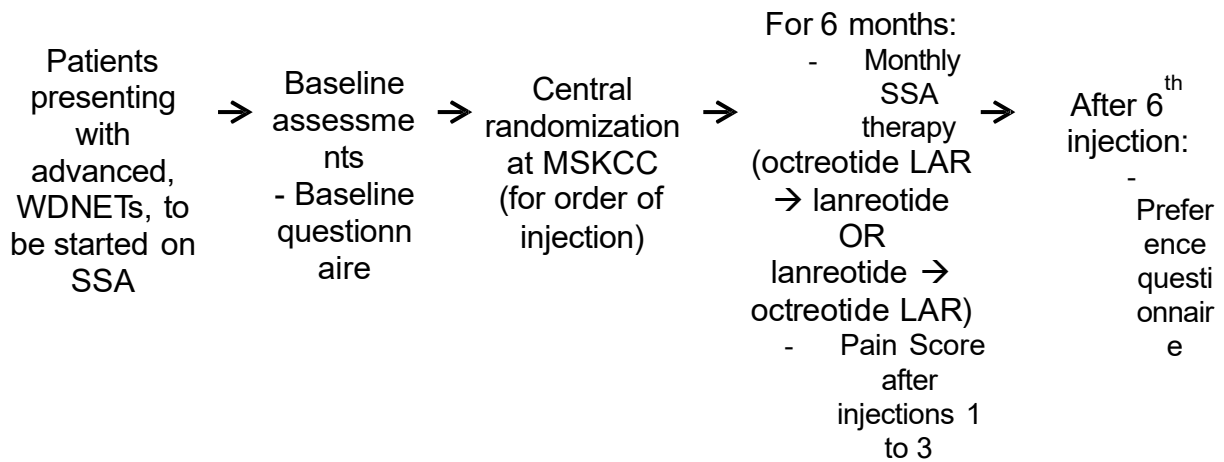 Patients
presenting
with
advanced,
WDNETs, to
be started on
SSA
→
Baseline
assessme
nts
- Baseline
questionn
aire
→
Central
randomization
at MSKCC
(for order of
injection)
→
For 6 months:
- Monthly
SSA
therapy
(octreotide LAR
→ lanreotide
OR
lanreotide →
octreotide LAR)
- Pain Score
after
injections 1
to 3
→
After 6th
injection:
-
Prefer
ence
questi
onnair
e